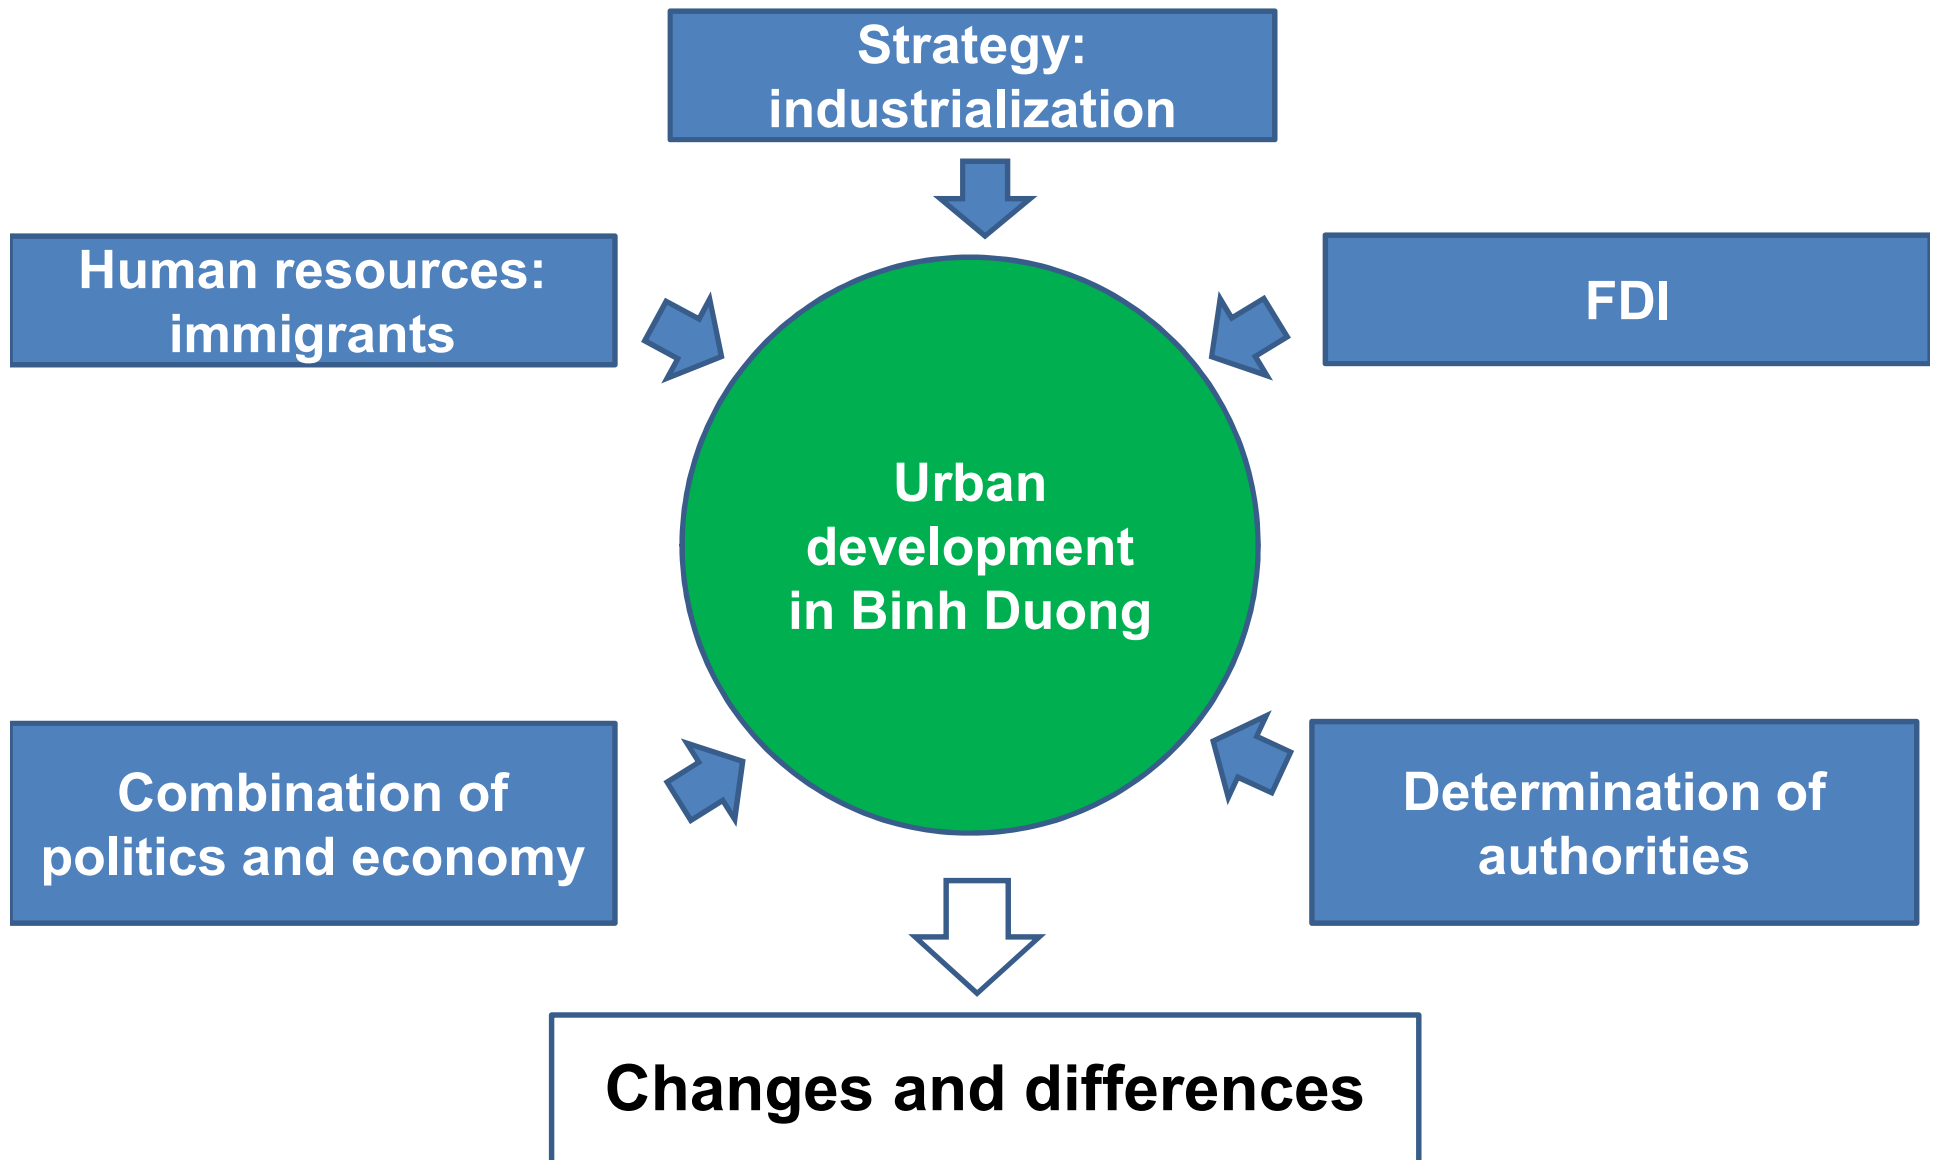 Strategy:
industrialization
Human resources:
immigrants
FDI
Urban
development
in Binh Duong
Combination of
politics and economy
Determination of
authorities
Changes and differences